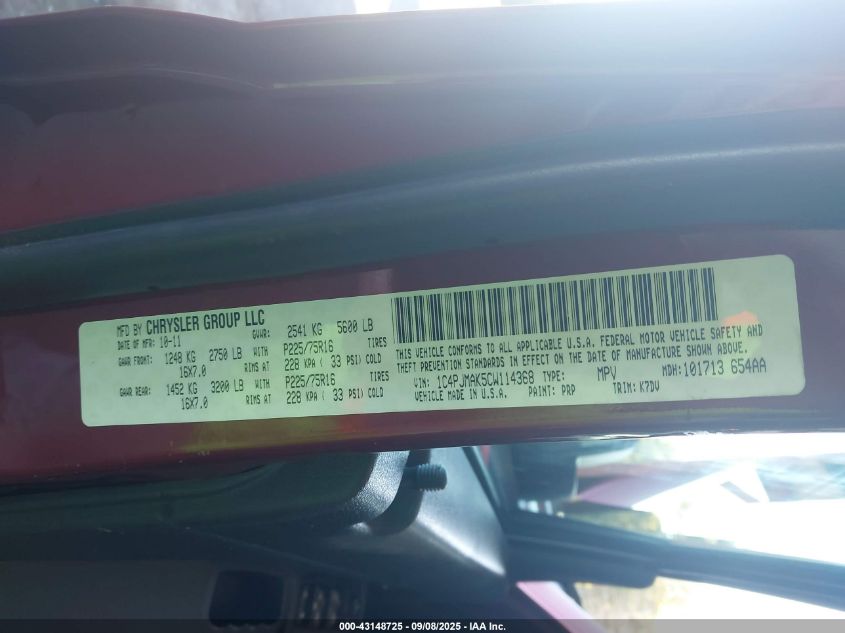 MFD BY CHRYSLER GROUP LLC
DATE OF MFR: 10-11 GVWR: 2541 KG 5600 LB
GAWR FRONT: 1248 KG 2750 LB WITH P225/75R16 TIRES
16X7.0 RIMS AT 228 KPA ( 33 PSI) COLD
GAWR REAR: 1452 KG 3200 LB WITH P225/75R16 TIRES
16X7.0 RIMS AT 228 KPA ( 33 PSI) COLD
THIS VEHICLE CONFORMS TO ALL APPLICABLE U.S.A. FEDERAL MOTOR VEHICLE SAFETY AND
THEFT PREVENTION STANDARDS IN EFFECT ON THE DATE OF MANUFACTURE SHOWN ABOVE.
VIN: 1C4PJMAK5CW114368 TYPE: MPV MDH: 101713 654AA
VEHICLE MADE IN U.S.A. PAINT: PRP TRIM: K7DV
000-43148725 - 09/08/2025 - IAA Inc.